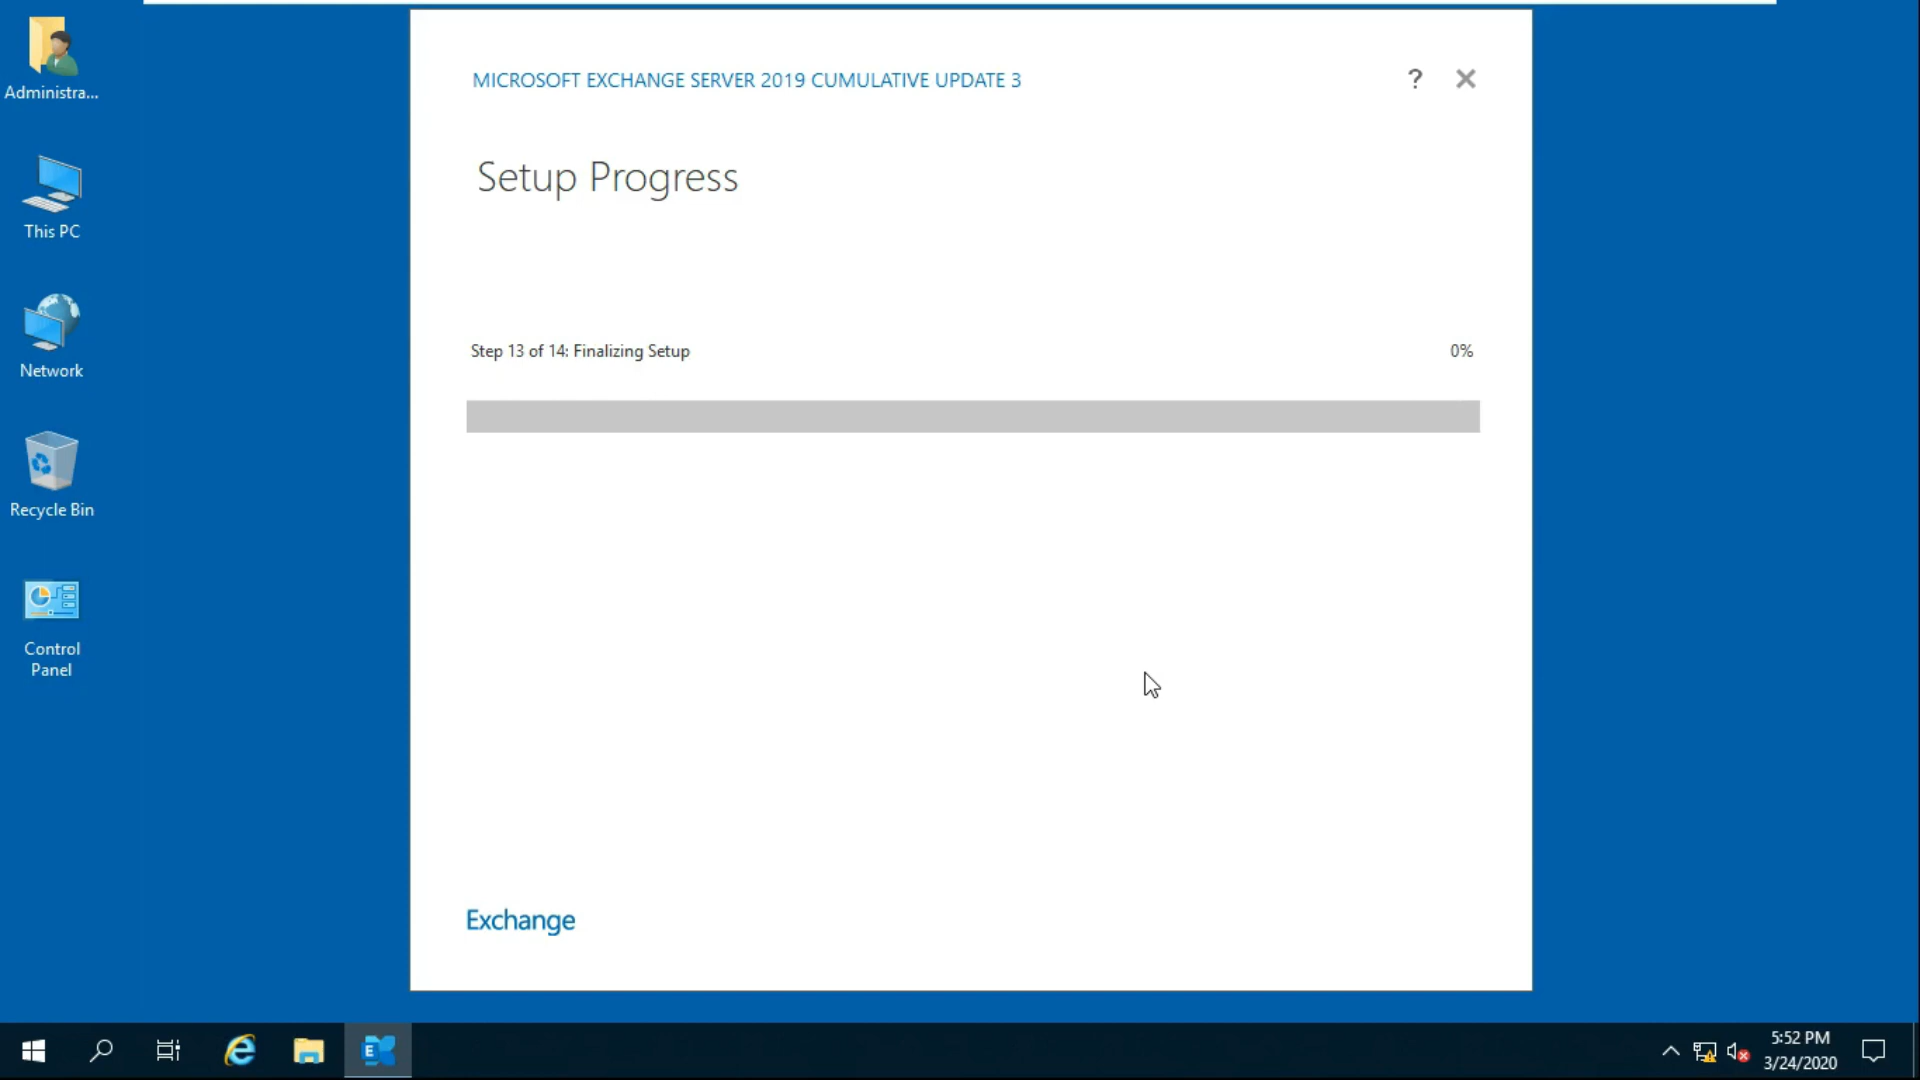 Administra...
This PC
Network
Recycle Bin
Control
Panel
MICROSOFT EXCHANGE SERVER 2019 CUMULATIVE UPDATE 3
?
Setup Progress
Step 13 of 14: Finalizing Setup 0%
Exchange
E
5:52 PM
3/24/2020